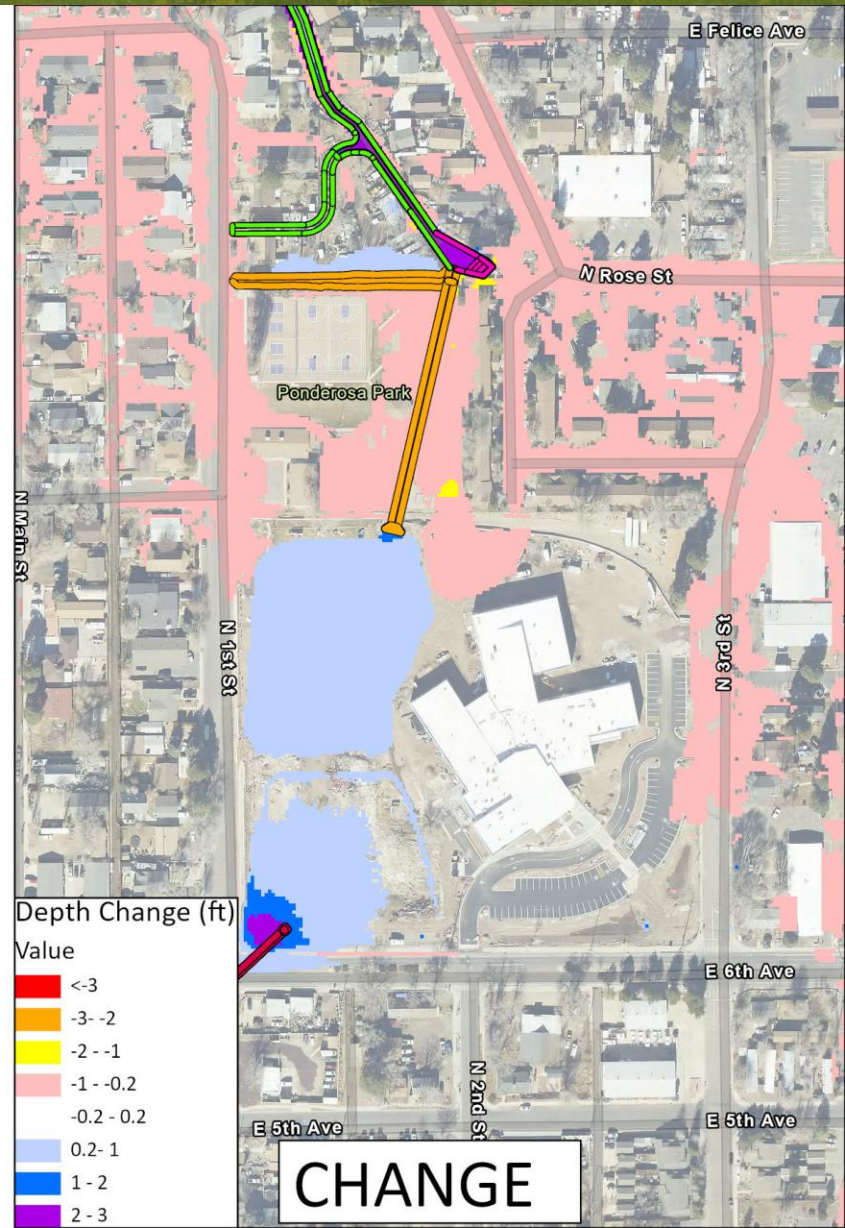 E Felice Ave
N Rose St
Ponderosa Park
N Main St
N 1st St
N 3rd St
Depth Change (ft)
Value
<-3
-3- -2
-2 - -1
-1 - -0.2
-0.2 - 0.2
0.2- 1
1 - 2
2 - 3
E 6th Ave
N 2nd St
E 5th Ave
E 5th Ave
CHANGE